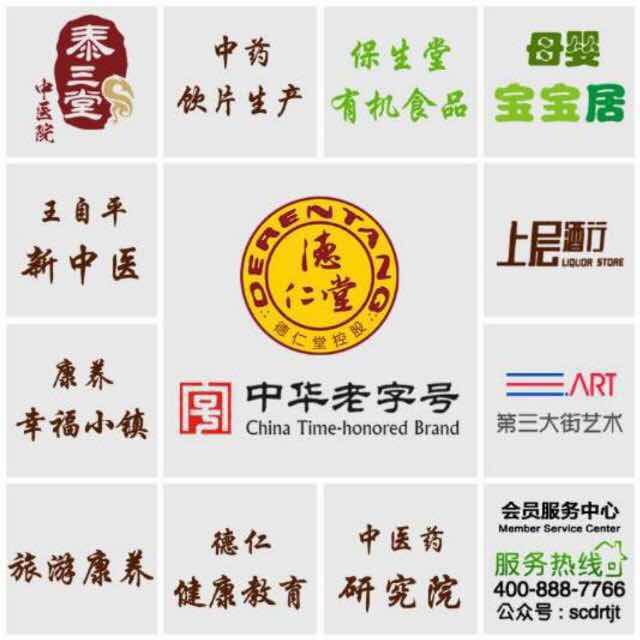 泰三堂
中医院
中药
饮片生产
保生堂
有机食品
母婴
宝宝居
王自平
新中医
DERENTANG
德
仁堂
德仁堂控股
中华老字号
China Time-honored Brand
上层酒行
LIQUOR STORE
康养
幸福小镇
三.ART
第三大街艺术
旅游康养
德仁
健康教育
中医药
研究院
会员服务中心
Member Service Center
服务热线
400-888-7766
公众号：scdrtjt